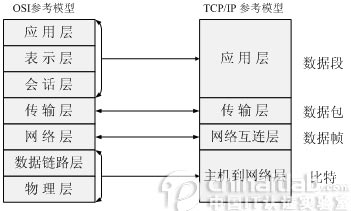 OSI参考模型 TCP/IP 参考模型
应用层
表示层
会话层
传输层
网络层
数据链路层
物理层
应用层 数据段
传输层 数据包
网络互连层 数据帧
主机到网络层 比特